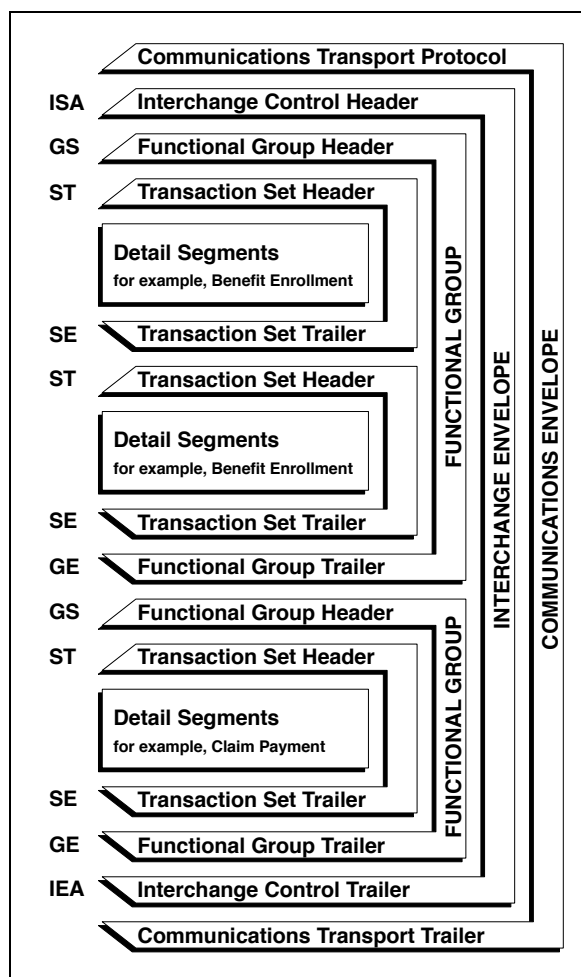 Communications Transport Protocol
ISA Interchange Control Header
GS Functional Group Header
ST Transaction Set Header
Detail Segments
for example, Benefit Enrollment
SE Transaction Set Trailer
ST Transaction Set Header
Detail Segments
for example, Benefit Enrollment
SE Transaction Set Trailer
GE Functional Group Trailer
FUNCTIONAL GROUP
GS Functional Group Header
ST Transaction Set Header
Detail Segments
for example, Claim Payment
SE Transaction Set Trailer
GE Functional Group Trailer
FUNCTIONAL GROUP
IEA Interchange Control Trailer
INTERCHANGE ENVELOPE
Communications Transport Trailer
COMMUNICATIONS ENVELOPE